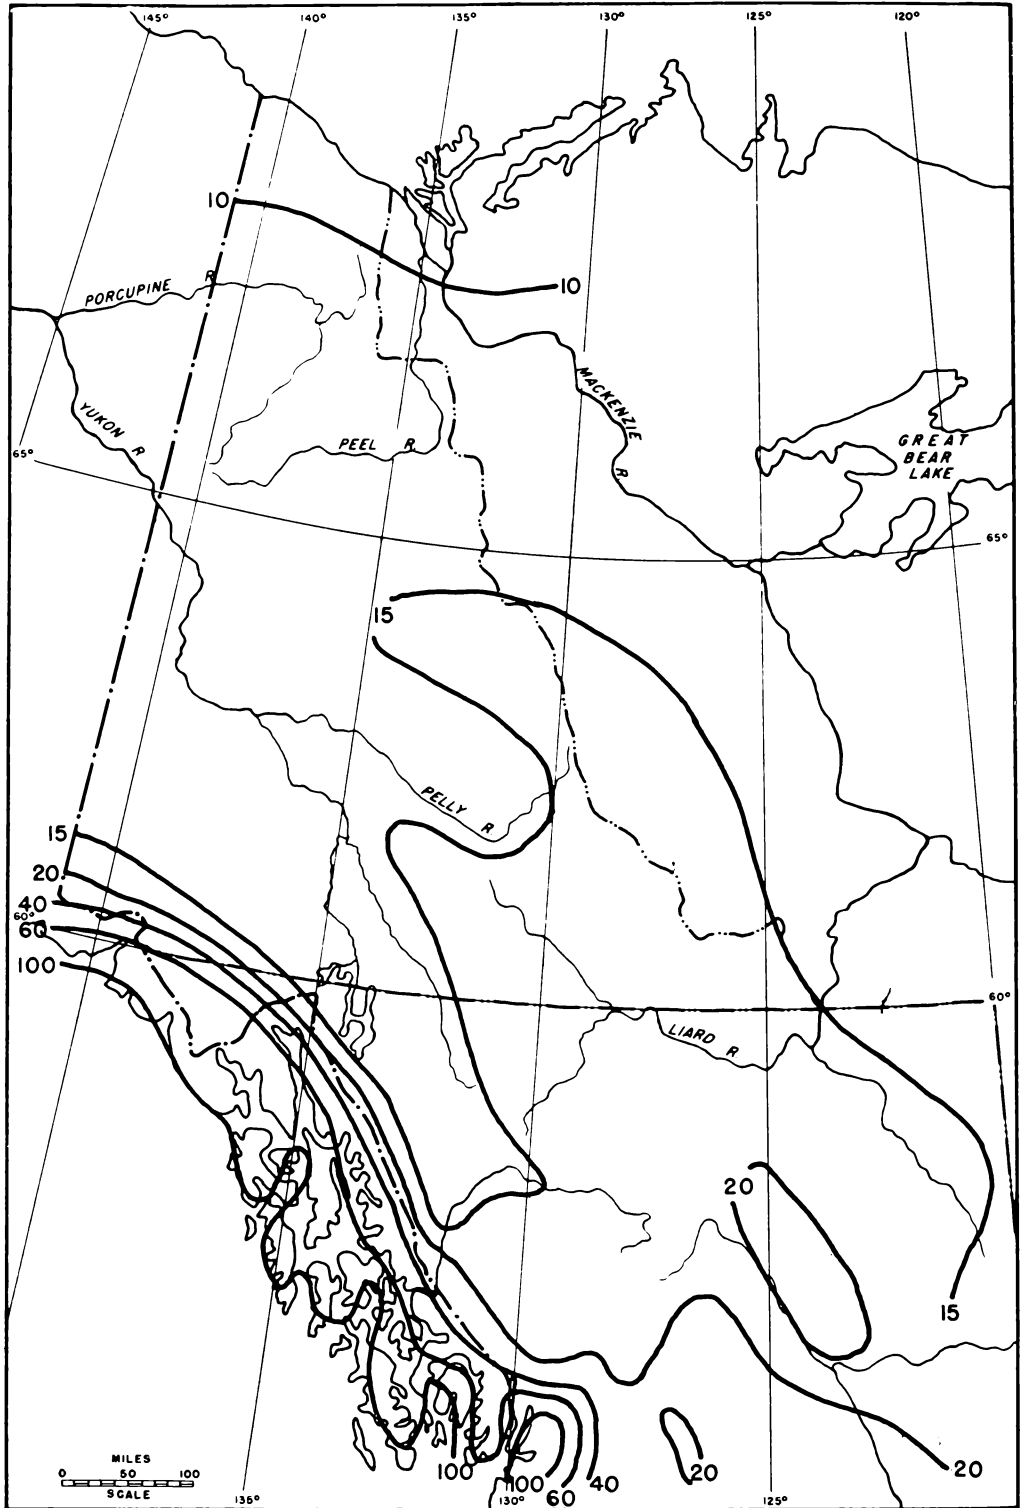 145° 140° 135° 130° 125° 120°
10
10
PORCUPINE R
MACKENZIE R.
YUKON R
PEEL R.
GREAT
BEAR
LAKE
65°
65°
15
PELLY R
15
20
40
60°
60
100
60°
LIARD R
20
15
100
100
60
40
20
20
MILES
0 50 100
SCALE
135° 130° 125°